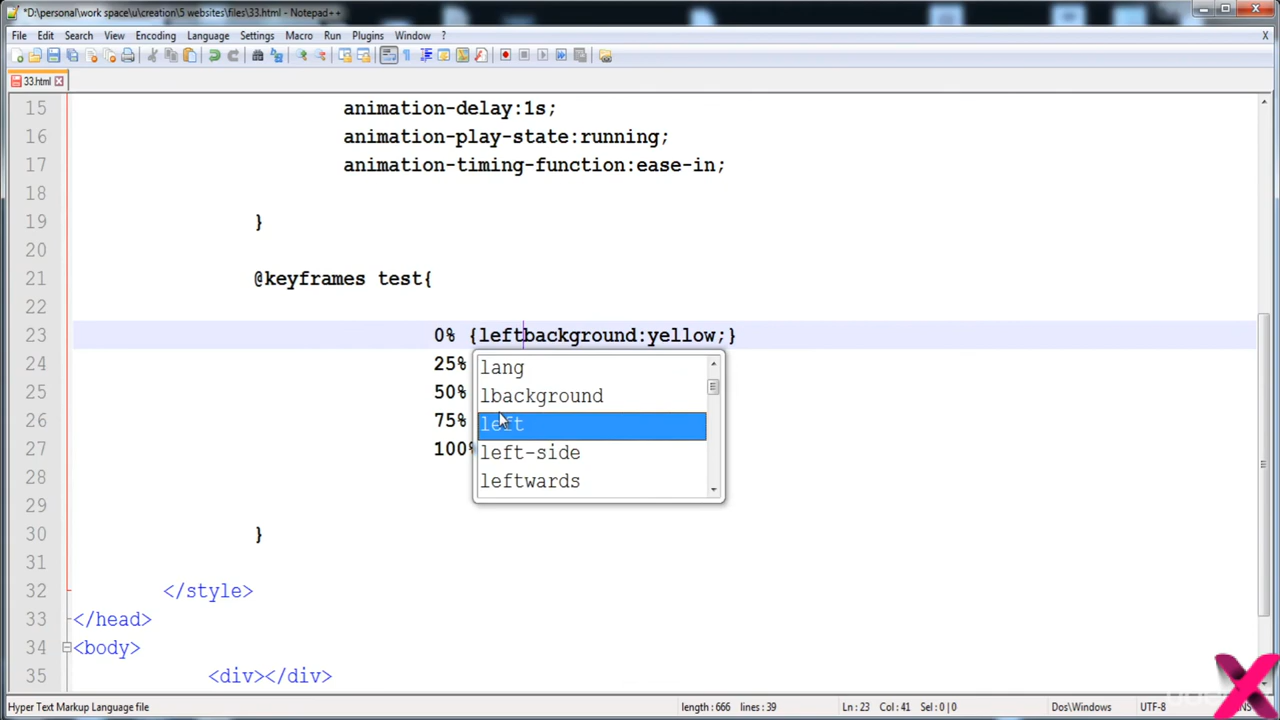 *D:\personal\work space\u\creation\5 websites\files\33.html - Notepad++
File Edit Search View Encoding Language Settings Macro Run Plugins Window ? X
33.html
15 animation-delay:1s;
16 animation-play-state:running;
17 animation-timing-function:ease-in;
18
19 }
20
21 @keyframes test{
22
23 0% {leftbackground:yellow;}
24 25%
lang
25 50%
lbackground
26 75%
left
27 100%
left-side
28
leftwards
29
30 }
31
32 </style>
33 </head>
34 <body>
35 <div></div>
Hyper Text Markup Language file length : 666 lines : 39 Ln : 23 Col : 41 Sel : 0 | 0 Dos\Windows UTF-8